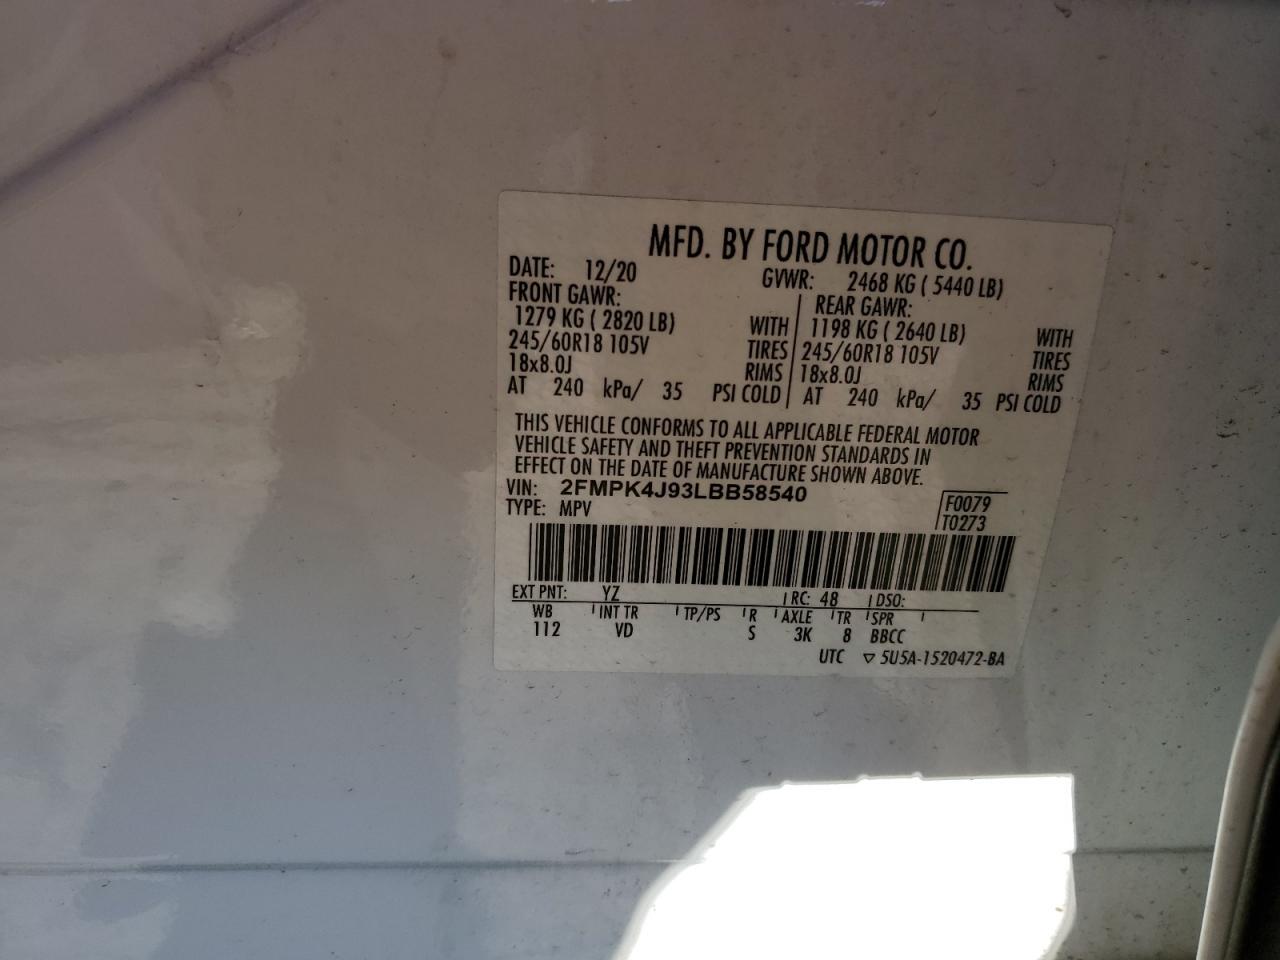 MFD. BY FORD MOTOR CO.
DATE: 12/20 GVWR: 2468 KG ( 5440 LB)
FRONT GAWR: REAR GAWR:
1279 KG ( 2820 LB) WITH 1198 KG ( 2640 LB) WITH
245/60R18 105V TIRES 245/60R18 105V TIRES
18x8.0J RIMS 18x8.0J RIMS
AT 240 kPa/ 35 PSI COLD AT 240 kPa/ 35 PSI COLD
THIS VEHICLE CONFORMS TO ALL APPLICABLE FEDERAL MOTOR
VEHICLE SAFETY AND THEFT PREVENTION STANDARDS IN
EFFECT ON THE DATE OF MANUFACTURE SHOWN ABOVE.
VIN: 2FMPK4J93LBB58540 F0079
TYPE: MPV T0273
EXT PNT: YZ RC: 48 DSO:
WB INT TR TP/PS R AXLE TR SPR
112 VD S 3K 8 BBCC
UTC ▽ 5U5A-1520472-BA